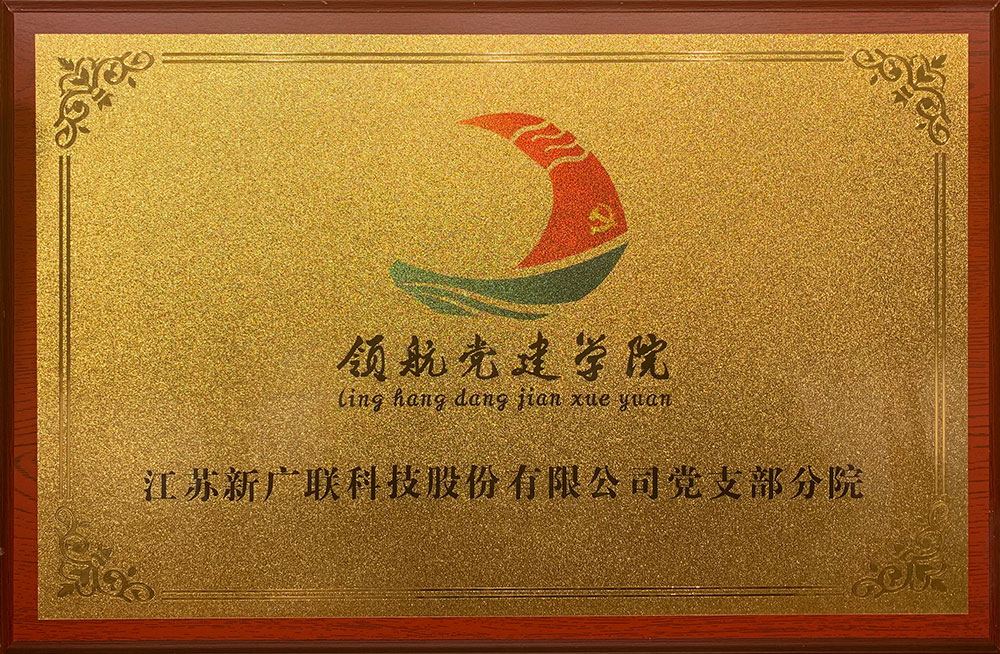 领航党建学院
ling hang dang jian xue yuan
江苏新广联科技股份有限公司党支部分院